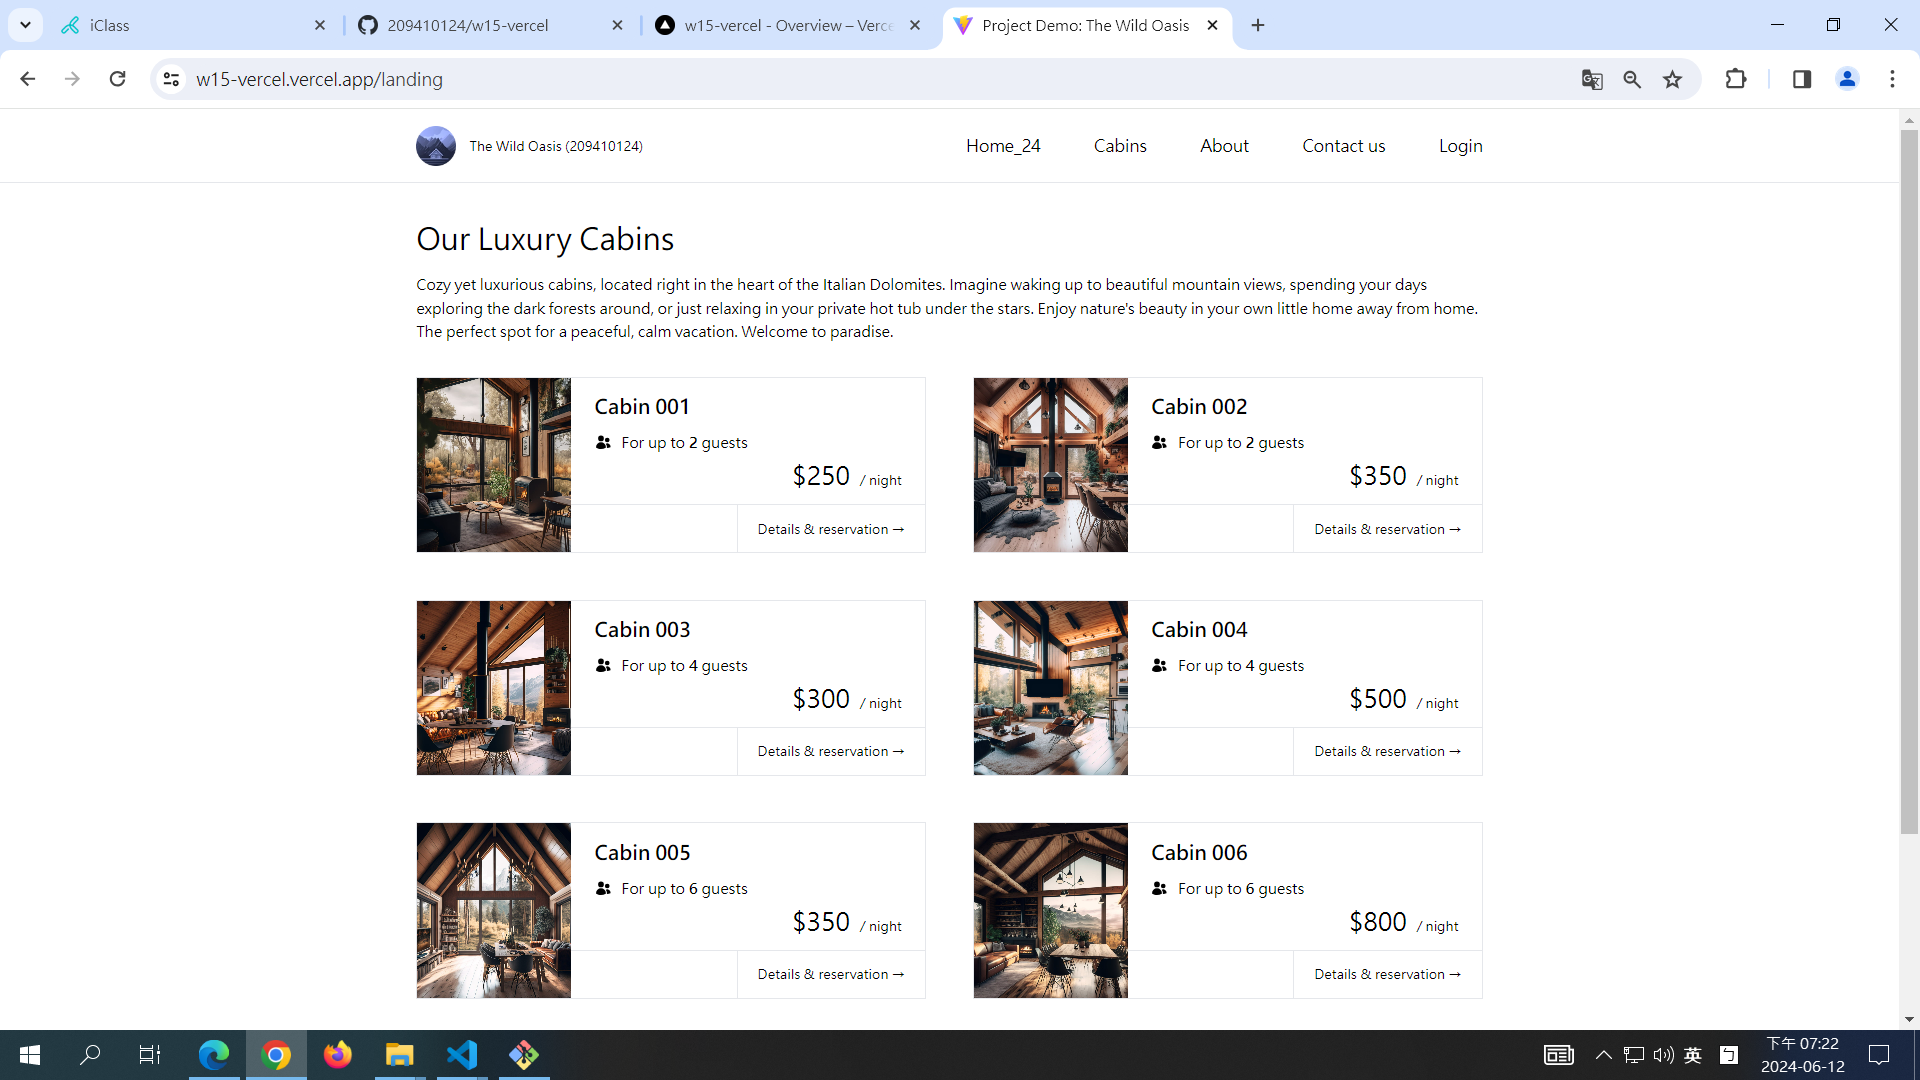 iClass
209410124/w15-vercel
w15-vercel - Overview – Verce
Project Demo: The Wild Oasis
w15-vercel.vercel.app/landing
The Wild Oasis (209410124)
Home_24
Cabins
About
Contact us
Login
Our Luxury Cabins
Cozy yet luxurious cabins, located right in the heart of the Italian Dolomites. Imagine waking up to beautiful mountain views, spending your days
exploring the dark forests around, or just relaxing in your private hot tub under the stars. Enjoy nature's beauty in your own little home away from home.
The perfect spot for a peaceful, calm vacation. Welcome to paradise.
Cabin 001
For up to 2 guests
$250 / night
Details & reservation →
Cabin 002
For up to 2 guests
$350 / night
Details & reservation →
Cabin 003
For up to 4 guests
$300 / night
Details & reservation →
Cabin 004
For up to 4 guests
$500 / night
Details & reservation →
Cabin 005
For up to 6 guests
$350 / night
Details & reservation →
Cabin 006
For up to 6 guests
$800 / night
Details & reservation →
英
ㄅ
下午 07:22
2024-06-12